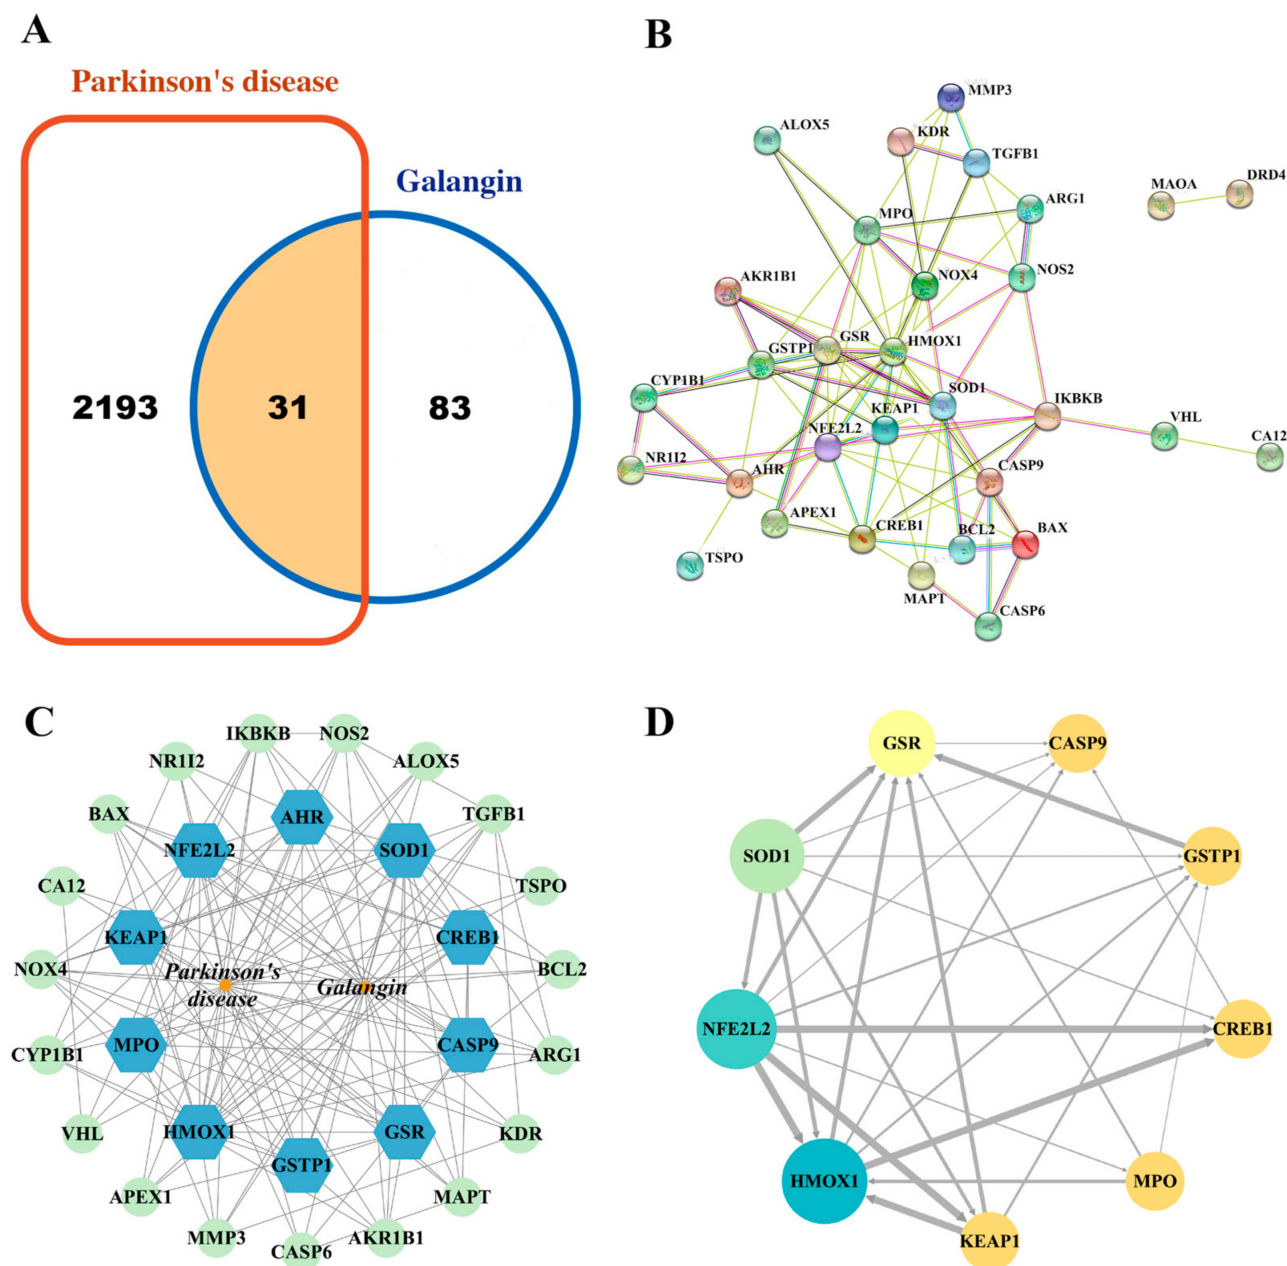 A
Parkinson's disease
Galangin
2193
31
83
B
MMP3
ALOX5
KDR
TGFB1
DRD4
MAOA
ARG1
MPO
NOX4
NOS2
AKR1B1
GSR
HMOX1
GSTP1
CYP1B1
SOD1
IKBKB
KEAP1
VHL
NFE2L2
CA12
NR1I2
AHR
CASP9
APEX1
CREB1
BCL2
BAX
TSPO
MAPT
CASP6
C
IKBKB
NOS2
NR1I2
ALOX5
BAX
AHR
TGFB1
NFE2L2
SOD1
CA12
TSPO
KEAP1
CREB1
NOX4
Parkinson's
disease
Galangin
BCL2
CYP1B1
MPO
CASP9
ARG1
VHL
HMOX1
GSR
KDR
GSTP1
APEX1
MAPT
MMP3
CASP6
AKR1B1
D
GSR
CASP9
SOD1
GSTP1
NFE2L2
CREB1
HMOX1
MPO
KEAP1